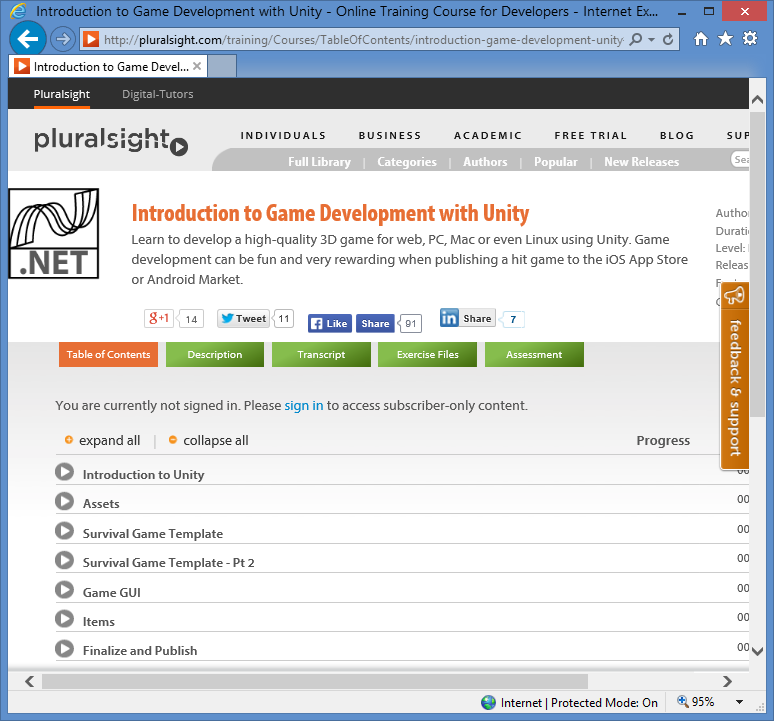 Introduction to Game Development with Unity - Online Training Course for Developers - Internet Ex...
http://pluralsight.com/training/Courses/TableOfContents/introduction-game-development-unity
Introduction to Game Devel...
Pluralsight Digital-Tutors
pluralsight
INDIVIDUALS BUSINESS ACADEMIC FREE TRIAL BLOG SUP
Full Library | Categories | Authors | Popular | New Releases
Sea
.NET
Introduction to Game Development with Unity
Learn to develop a high-quality 3D game for web, PC, Mac or even Linux using Unity. Game
development can be fun and very rewarding when publishing a hit game to the iOS App Store
or Android Market.
Autho
Duratio
Level:
Releas
g+1 14 Tweet 11 Like Share 91 in Share 7
feedback & support
Table of Contents Description Transcript Exercise Files Assessment
You are currently not signed in. Please sign in to access subscriber-only content.
expand all | collapse all Progress
Introduction to Unity 00
Assets 00
Survival Game Template 00
Survival Game Template - Pt 2 00
Game GUI 00
Items 00
Finalize and Publish 00
Internet | Protected Mode: On 95%